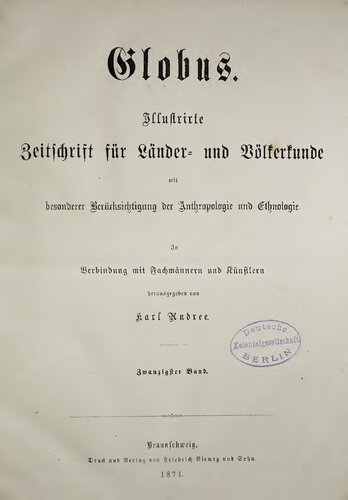 Globus.
Illustrirte
Zeitschrift für Länder- und Völkerkunde
mit
besonderer Berücksichtigung der Anthropologie und Ethnologie.
In
Verbindung mit Fachmännern und Künstlern
herausgegeben von
Karl Andree.
Deutsche
Kolonialgesellschaft
BERLIN
Zwanzigster Band.
Braunschweig,
Druck und Verlag von Friedrich Vieweg und Sohn.
1871.